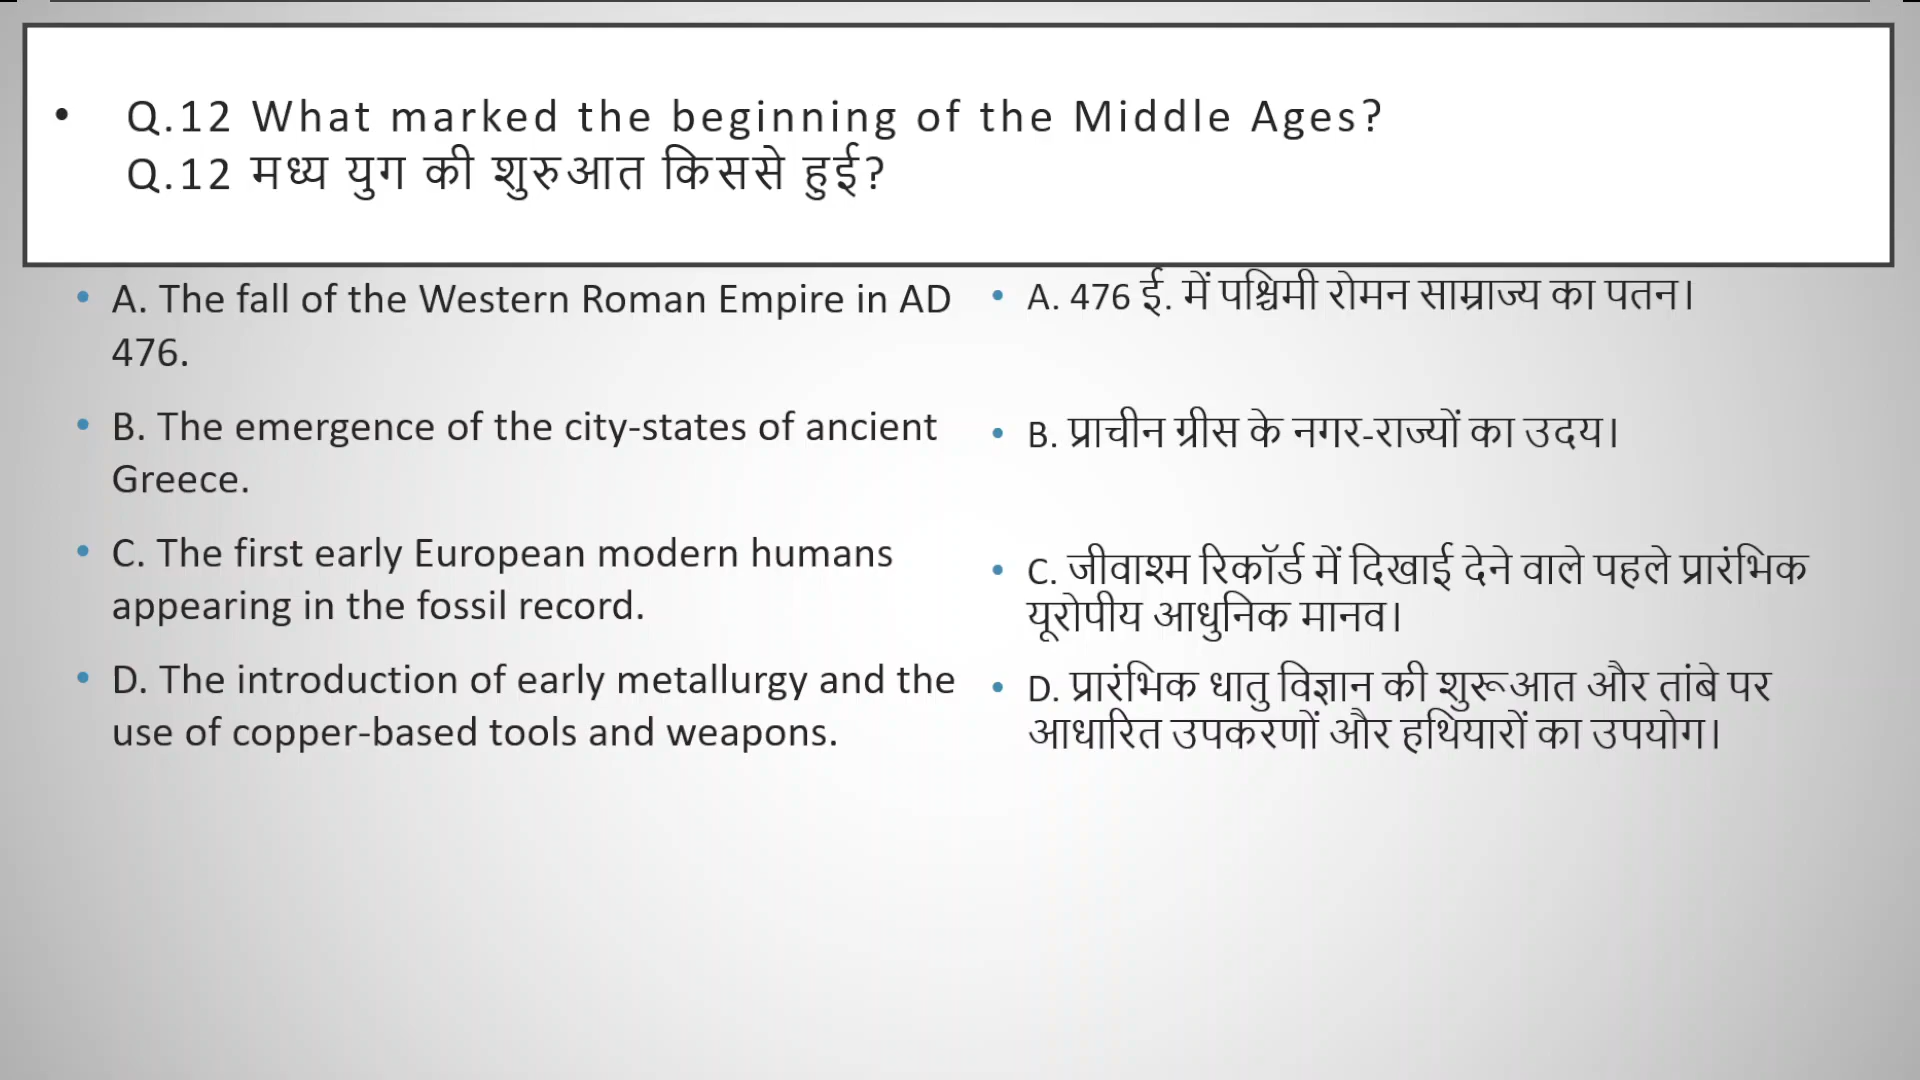 • Q.12 What marked the beginning of the Middle Ages?
Q.12 मध्य युग की शुरुआत किससे हुई?
• A. The fall of the Western Roman Empire in AD
476.
• B. The emergence of the city-states of ancient
Greece.
• C. The first early European modern humans
appearing in the fossil record.
• D. The introduction of early metallurgy and the
use of copper-based tools and weapons.
• A. 476 ई. में पश्चिमी रोमन साम्राज्य का पतन।
• B. प्राचीन ग्रीस के नगर-राज्यों का उदय।
• C. जीवाश्म रिकॉर्ड में दिखाई देने वाले पहले प्रारंभिक
यूरोपीय आधुनिक मानव।
• D. प्रारंभिक धातु विज्ञान की शुरूआत और तांबे पर
आधारित उपकरणों और हथियारों का उपयोग।